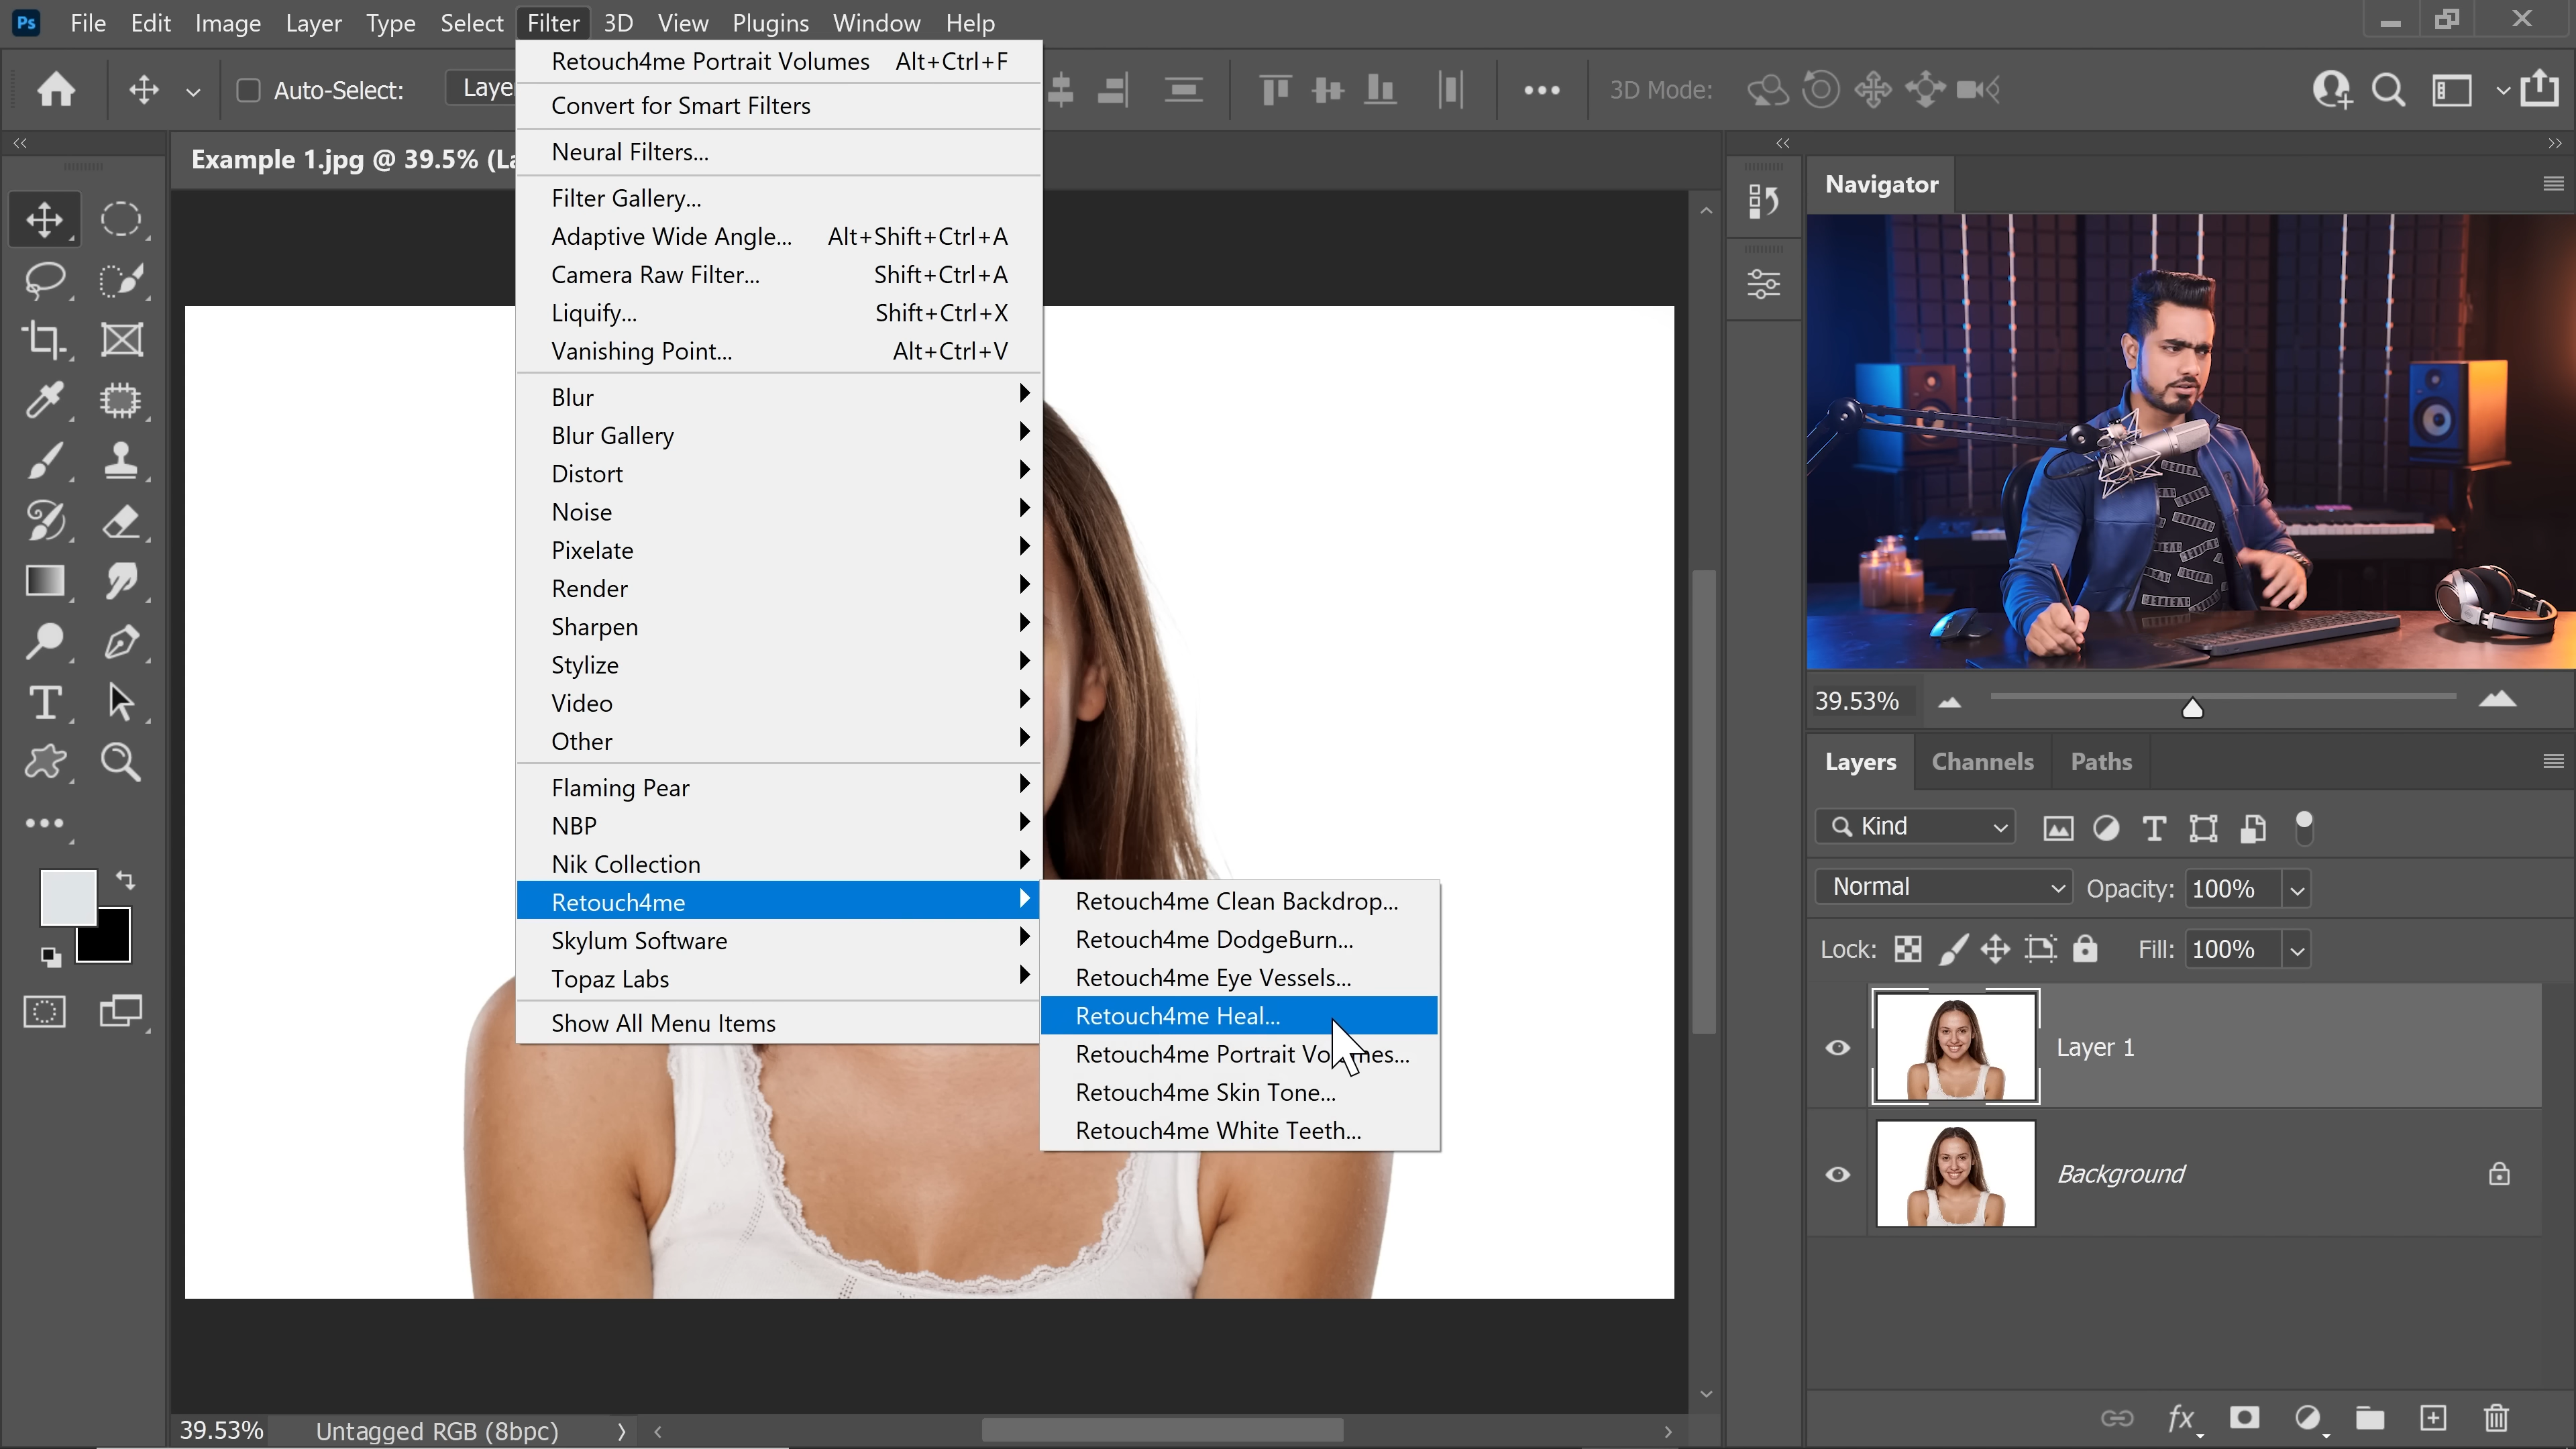 Ps File Edit Image Layer Type Select Filter 3D View Plugins Window Help
Auto-Select: Laye
3D Mode:
Example 1.jpg @ 39.5% (La
Retouch4me Portrait Volumes Alt+Ctrl+F
Convert for Smart Filters
Neural Filters...
Filter Gallery...
Adaptive Wide Angle... Alt+Shift+Ctrl+A
Camera Raw Filter... Shift+Ctrl+A
Liquify... Shift+Ctrl+X
Vanishing Point... Alt+Ctrl+V
Blur
Blur Gallery
Distort
Noise
Pixelate
Render
Sharpen
Stylize
Video
Other
Flaming Pear
NBP
Nik Collection
Retouch4me
Skylum Software
Topaz Labs
Show All Menu Items
Retouch4me Clean Backdrop...
Retouch4me DodgeBurn...
Retouch4me Eye Vessels...
Retouch4me Heal...
Retouch4me Portrait Vo mes...
Retouch4me Skin Tone...
Retouch4me White Teeth...
Navigator
39.53%
Layers Channels Paths
Kind
Normal Opacity: 100%
Lock: Fill: 100%
Layer 1
Background
fx
39.53% Untagged RGB (8bpc)